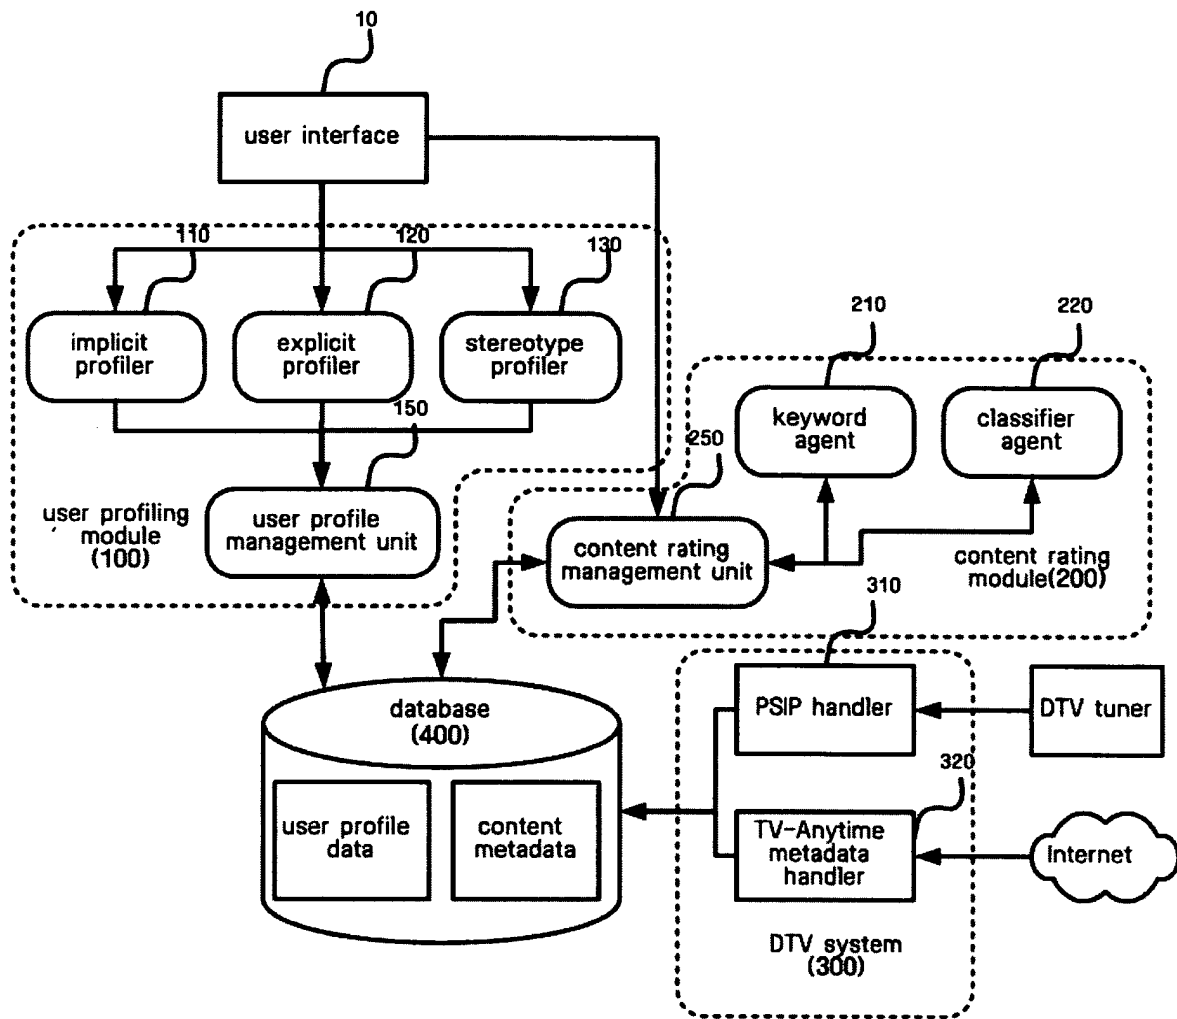 10
user interface
110
120
130
implicit
profiler
explicit
profiler
stereotype
profiler
150
user profiling
module
(100)
user profile
management unit
210
220
keyword
agent
classifier
agent
250
content rating
management unit
content rating
module(200)
310
PSIP handler
DTV tuner
320
TV-Anytime
metadata
handler
Internet
DTV system
(300)
database
(400)
user profile
data
content
metadata